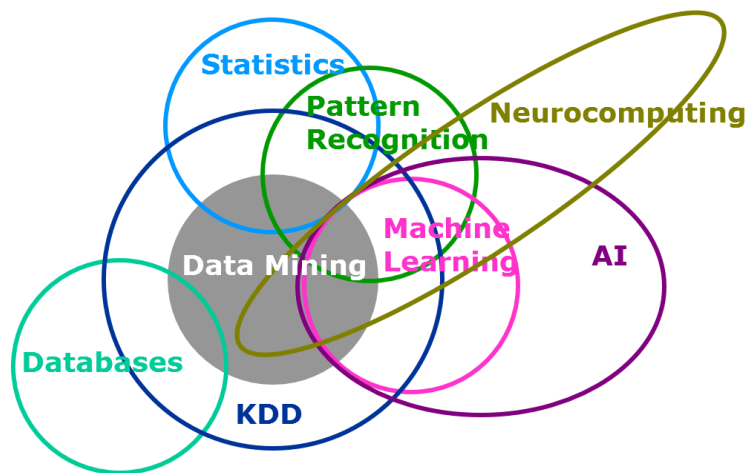 Statistics
Pattern
Recognition
Neurocomputing
Machine
Learning
AI
Data Mining
Databases
KDD